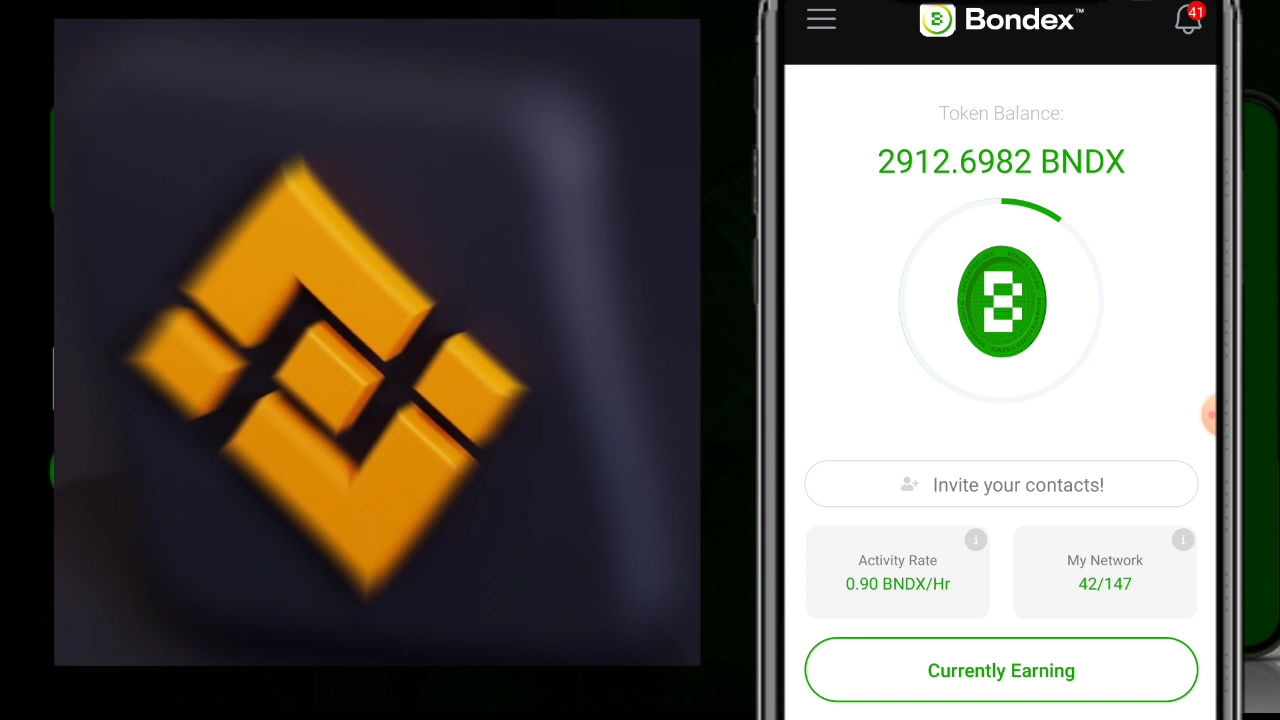 Bondex™
41
Token Balance:
2912.6982 BNDX
Invite your contacts!
Activity Rate
0.90 BNDX/Hr
My Network
42/147
Currently Earning